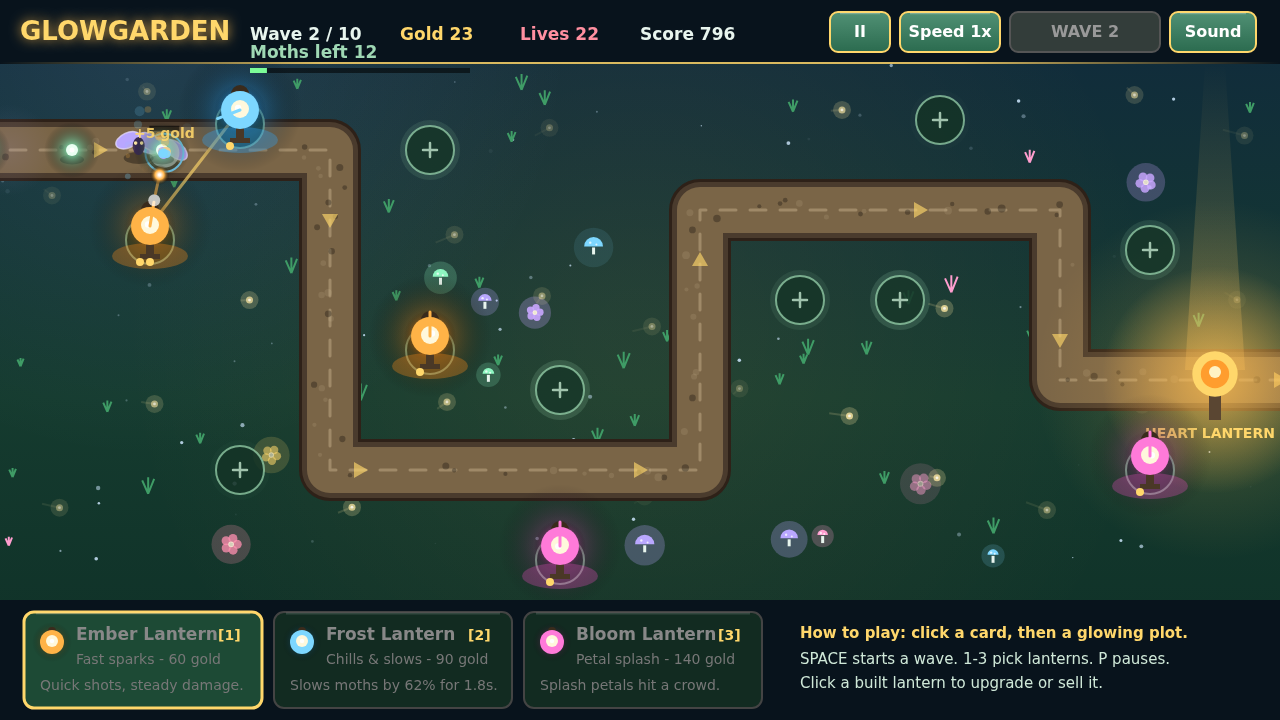 GLOWGARDEN
Wave 2 / 10
Gold 23
Lives 22
Score 796
Moths left 12
II
Speed 1x
WAVE 2
Sound
+5 gold
HEART LANTERN
Ember Lantern [1]
Fast sparks - 60 gold
Quick shots, steady damage.
Frost Lantern [2]
Chills & slows - 90 gold
Slows moths by 62% for 1.8s.
Bloom Lantern [3]
Petal splash - 140 gold
Splash petals hit a crowd.
How to play: click a card, then a glowing plot.
SPACE starts a wave. 1-3 pick lanterns. P pauses.
Click a built lantern to upgrade or sell it.